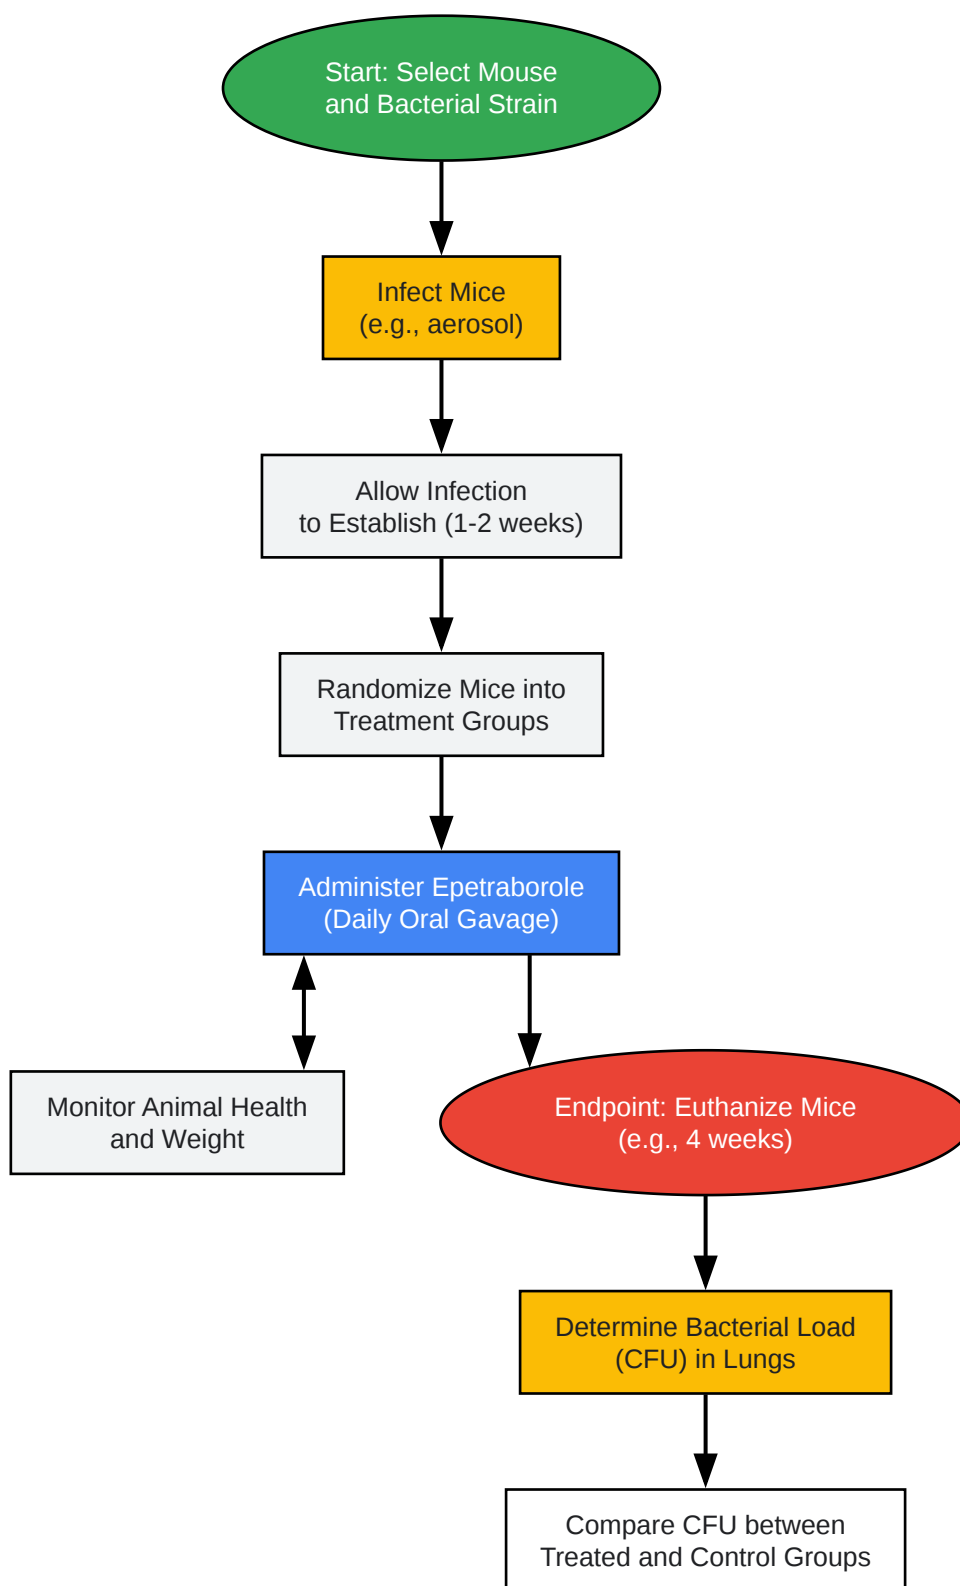 Start: Select Mouse
and Bacterial Strain
Infect Mice
(e.g., aerosol)
Allow Infection
to Establish (1-2 weeks)
Randomize Mice into
Treatment Groups
Administer Epetraborole
(Daily Oral Gavage)
Monitor Animal Health
and Weight
Endpoint: Euthanize Mice
(e.g., 4 weeks)
Determine Bacterial Load
(CFU) in Lungs
Compare CFU between
Treated and Control Groups